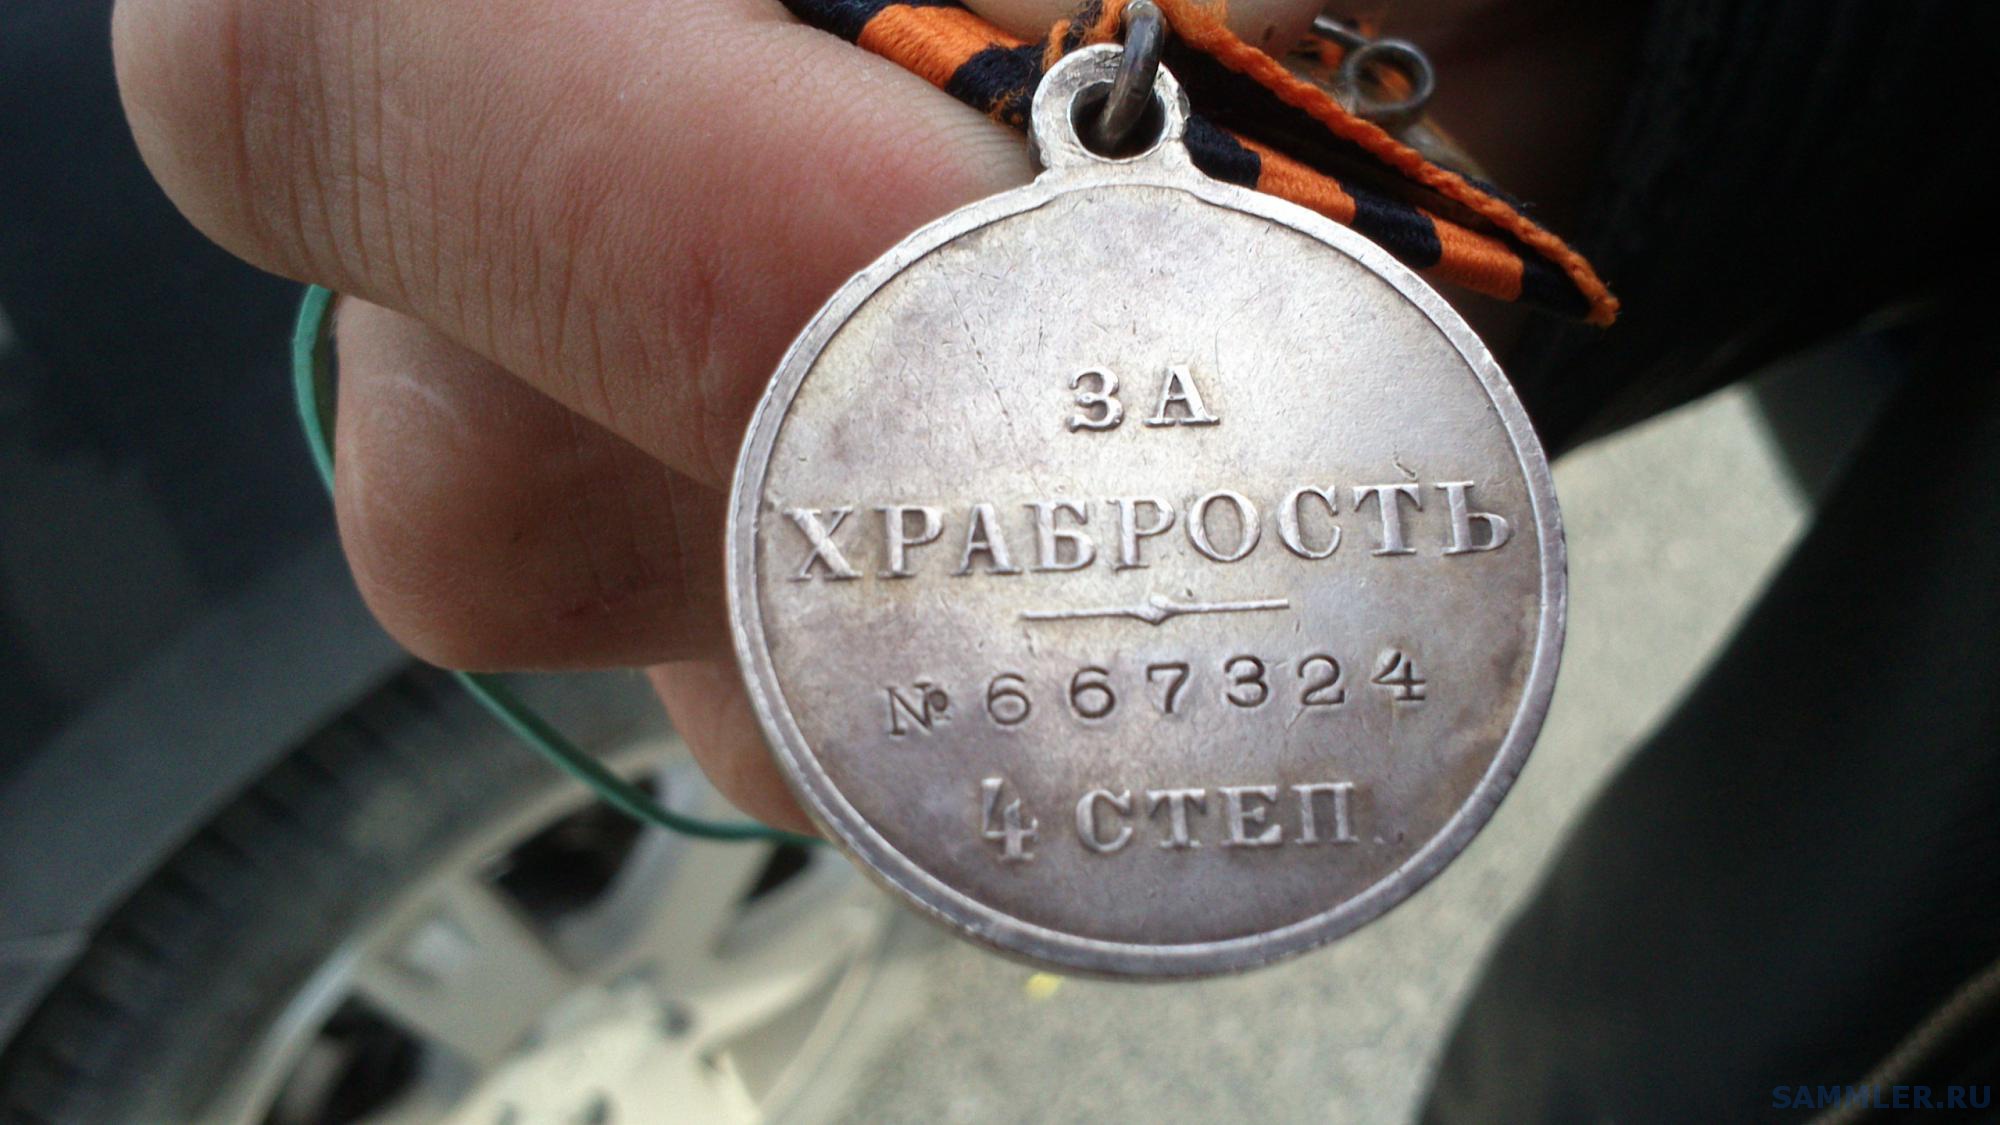 ЗА
ХРАБРОСТЬ
№ 667324
4 СТЕП.
SAMMLER.RU